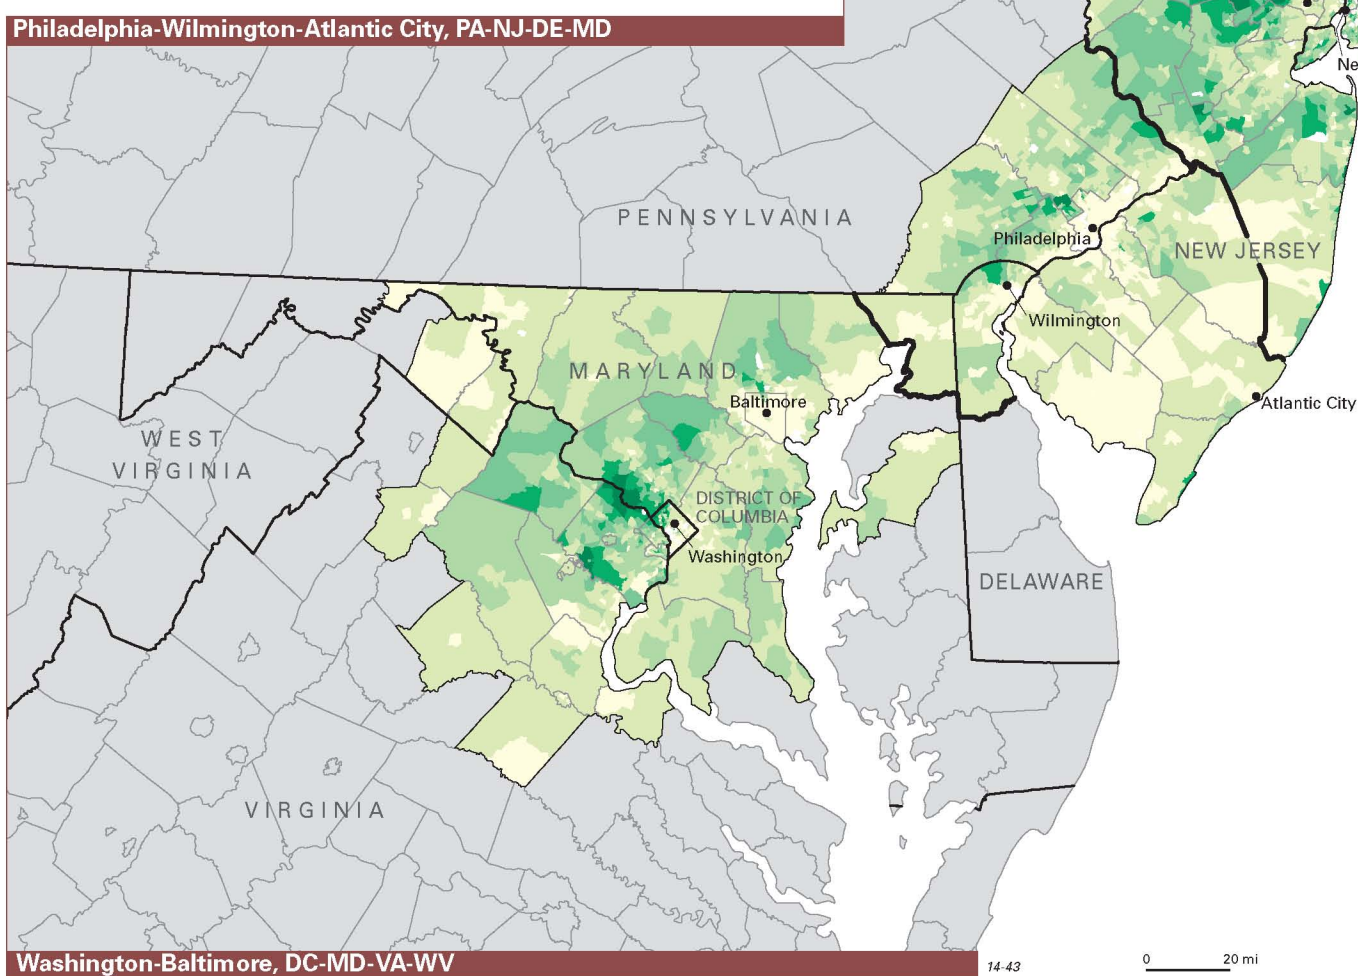 Philadelphia-Wilmington-Atlantic City, PA-NJ-DE-MD
Ne
PENNSYLVANIA
Philadelphia
NEW JERSEY
Wilmington
MARYLAND
Baltimore
Atlantic City
WEST
VIRGINIA
DISTRICT OF
COLUMBIA
Washington
DELAWARE
VIRGINIA
Washington-Baltimore, DC-MD-VA-WV
14-43
0 20 mi